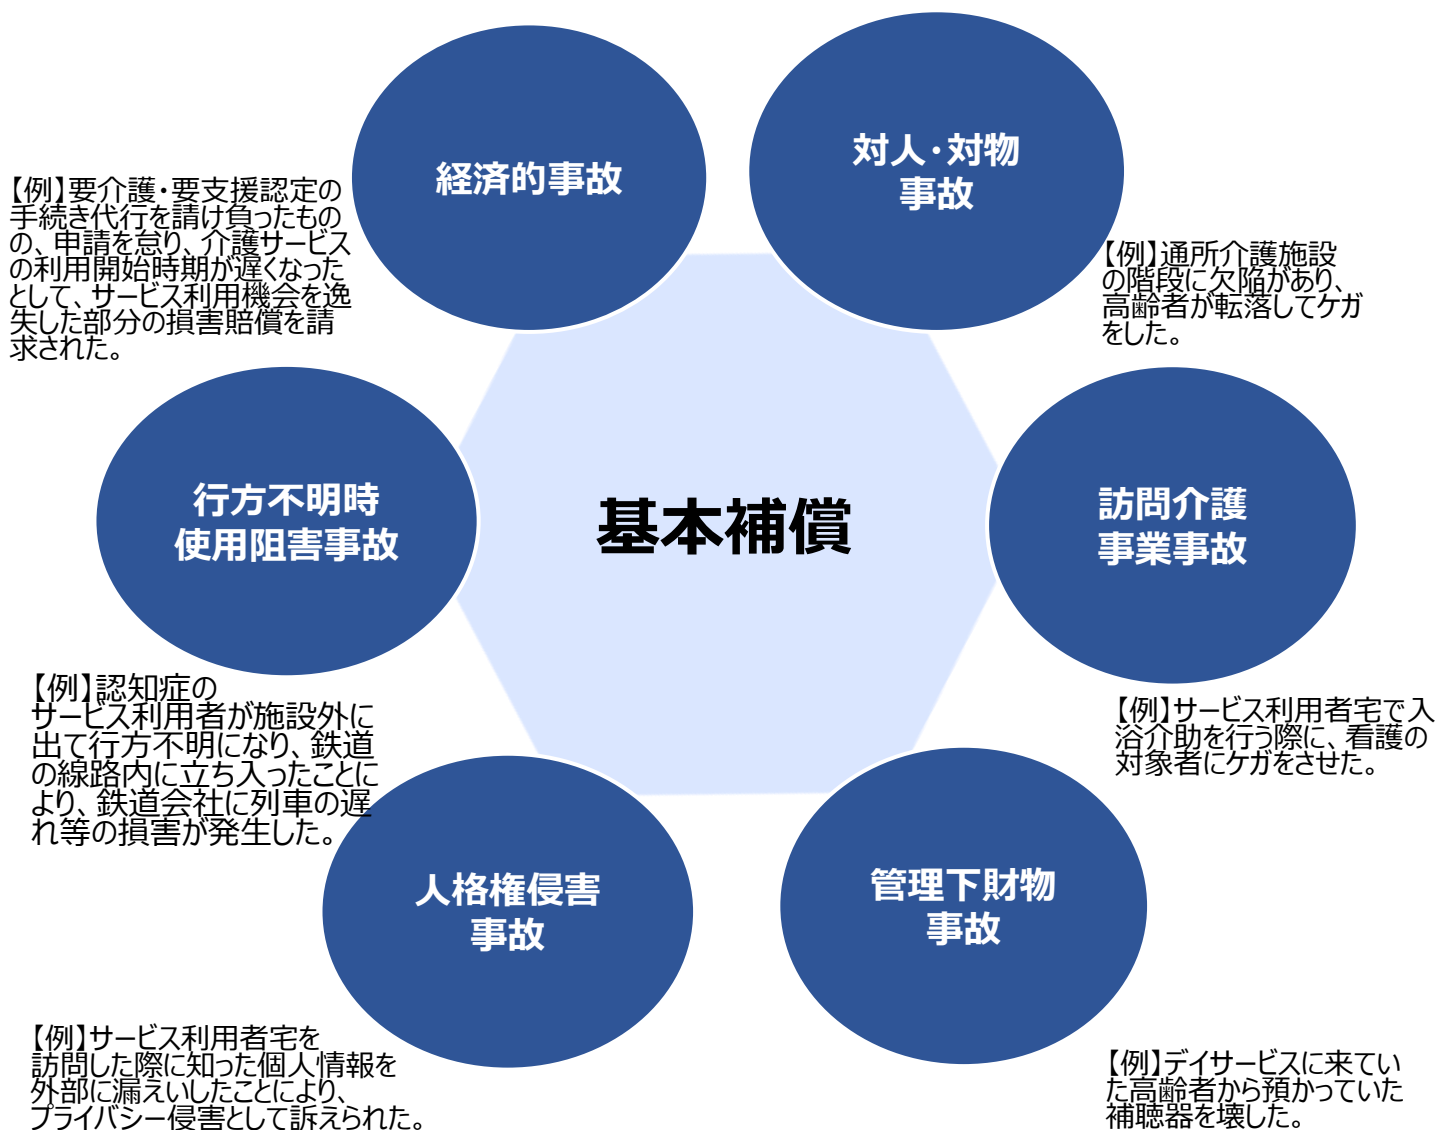 経済的事故
対人・対物
事故
【例】要介護・要支援認定の
手続き代行を請け負ったもの
の、申請を怠り、介護サービス
の利用開始時期が遅くなった
として、サービス利用機会を逸
失した部分の損害賠償を請
求された。
【例】通所介護施設
の階段に欠陥があり、
高齢者が転落してケガ
をした。
行方不明時
使用阻害事故
基本補償
訪問介護
事業事故
【例】認知症の
サービス利用者が施設外に
出て行方不明になり、鉄道
の線路内に立ち入ったことに
より、鉄道会社に列車の遅
れ等の損害が発生した。
【例】サービス利用者宅で入
浴介助を行う際に、看護の
対象者にケガをさせた。
人格権侵害
事故
管理下財物
事故
【例】サービス利用者宅を
訪問した際に知った個人情報を
外部に漏えいしたことにより、
プライバシー侵害として訴えられた。
【例】デイサービスに来てい
た高齢者から預かっていた
補聴器を壊した。